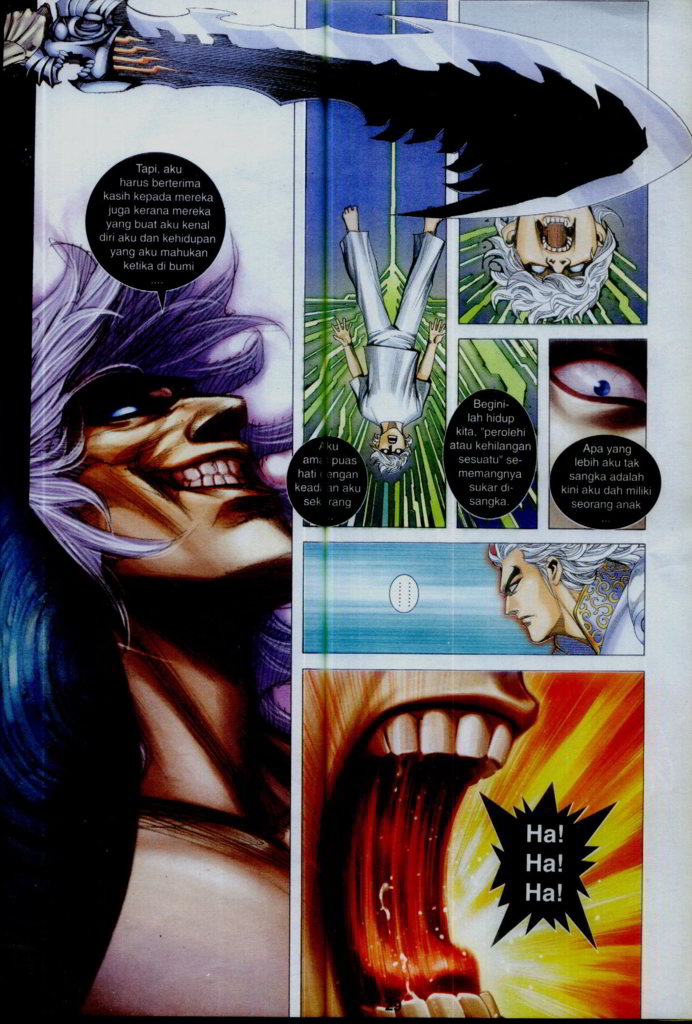 Tapi, aku
harus berterima
kasih kepada mereka
juga kerana mereka
yang buat aku kenal
diri aku dan kehidupan
yang aku mahukan
ketika di bumi
....
Aku
puas
hati dengan
aku
sekarang
Begini-
lah hidup
kita, "perolehi
atau kehilangan
sesuatu" se-
memangnya
sukar di-
sangka.
Apa yang
lebih aku tak
sangka adalah
kini aku dah miliki
seorang anak
....
Ha!
Ha!
Ha!